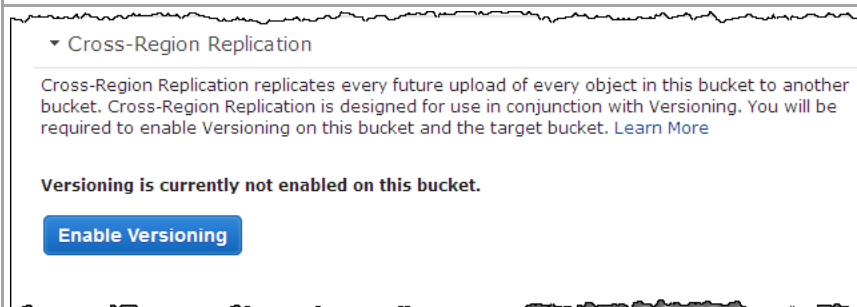 Cross-Region Replication
Cross-Region Replication replicates every future upload of every object in this bucket to another
bucket. Cross-Region Replication is designed for use in conjunction with Versioning. You will be
required to enable Versioning on this bucket and the target bucket. Learn More
Versioning is currently not enabled on this bucket.
Enable Versioning